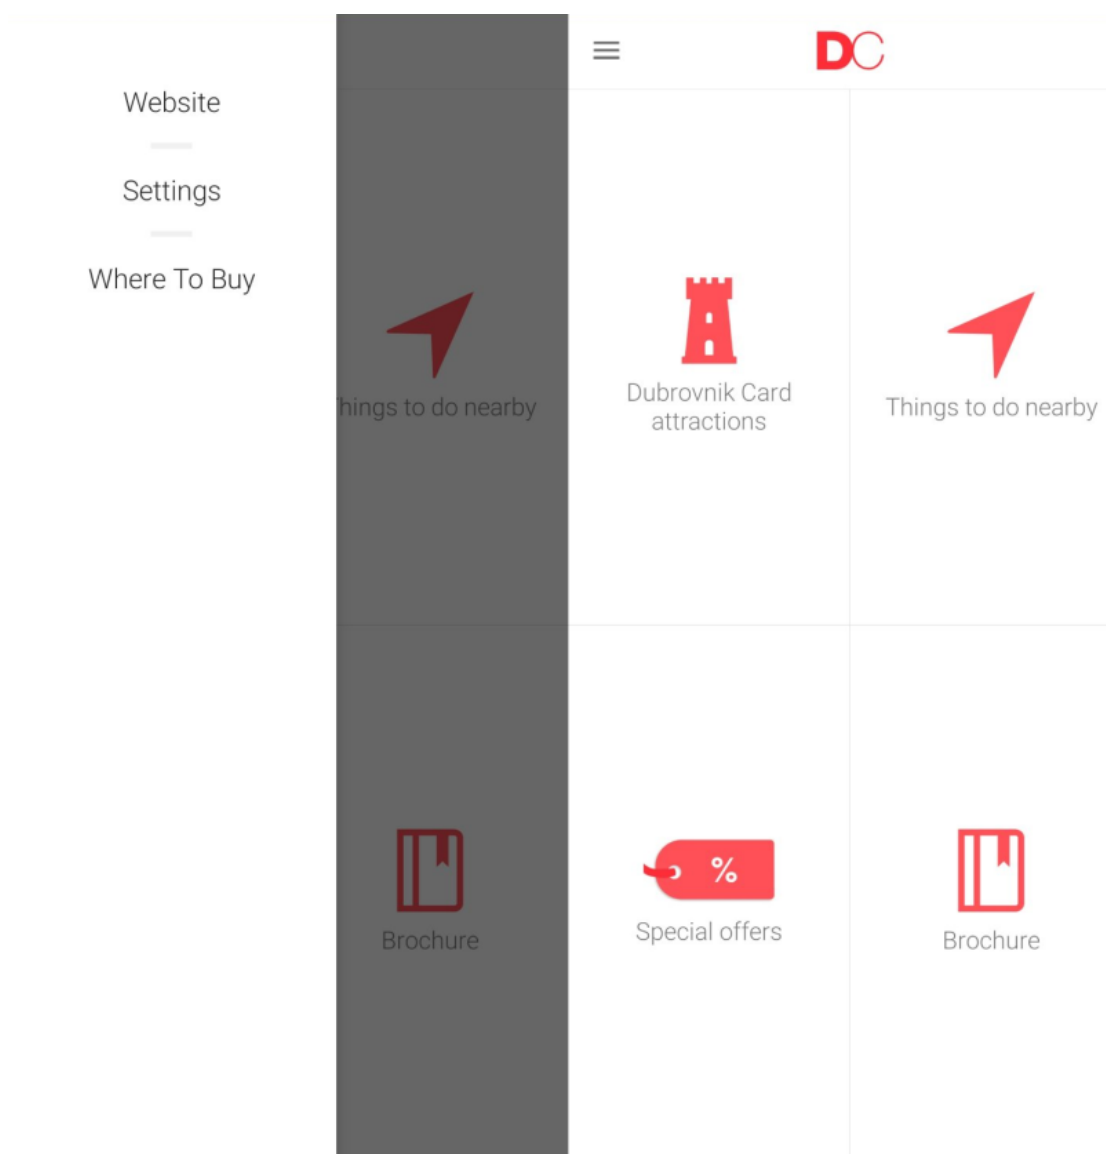 Website
Settings
Where To Buy
hings to do nearby
Brochure
DC
Dubrovnik Card
attractions
Things to do nearby
%
Special offers
Brochure